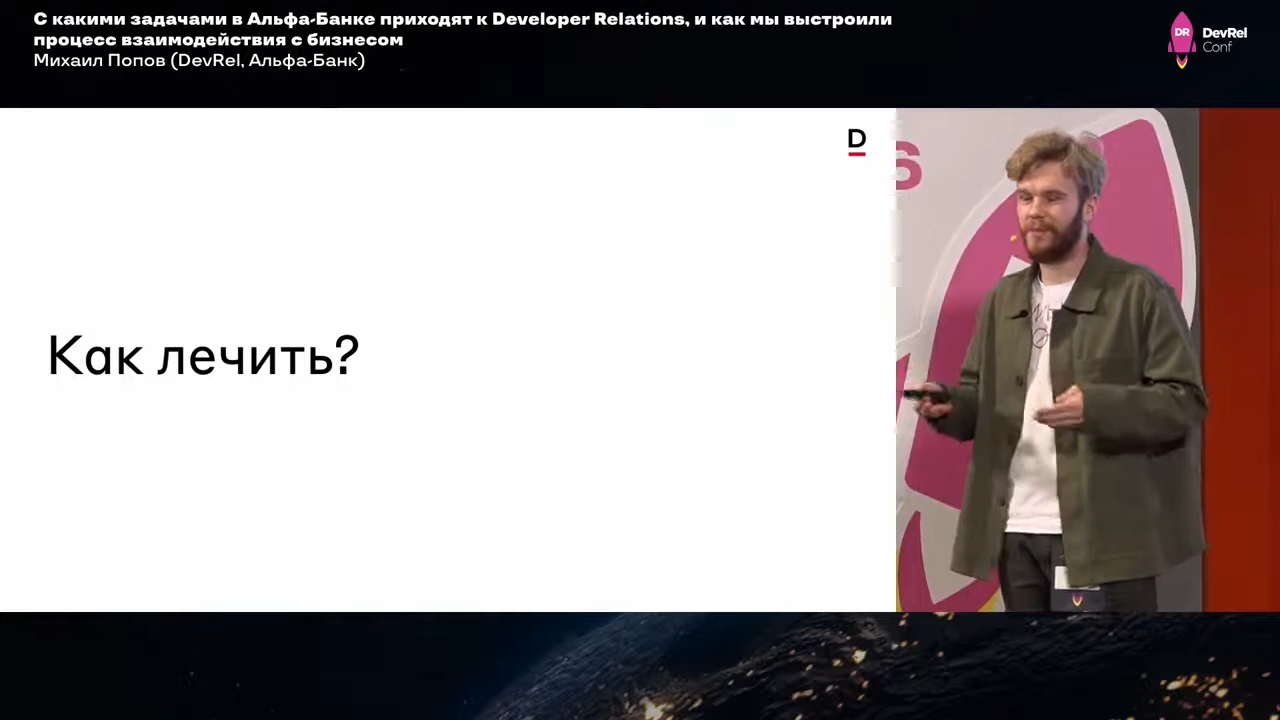 С какими задачами в Альфа-Банке приходят к Developer Relations, и как мы выстроили
процесс взаимодействия с бизнесом
Михаил Попов (DevRel, Альфа-Банк)
DR
DevRel
Conf
D
Как лечить?
s